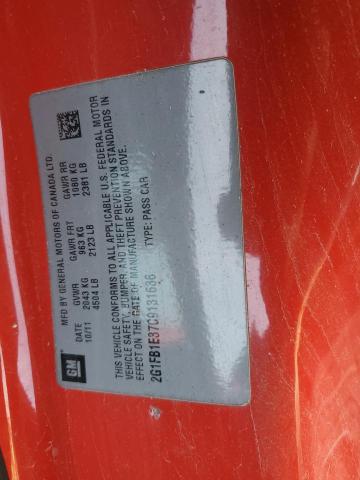 GM
MFD BY GENERAL MOTORS OF CANADA LTD.
DATE GVWR GAWR FRT GAWR RR
10/11 2043 KG 963 KG 1080 KG
4504 LB 2123 LB 2381 LB
THIS VEHICLE CONFORMS TO ALL APPLICABLE U.S. FEDERAL MOTOR
VEHICLE SAFETY, BUMPER, AND THEFT PREVENTION STANDARDS IN
EFFECT ON THE DATE OF MANUFACTURE SHOWN ABOVE.
2G1FB1E37C9131636 TYPE: PASS CAR